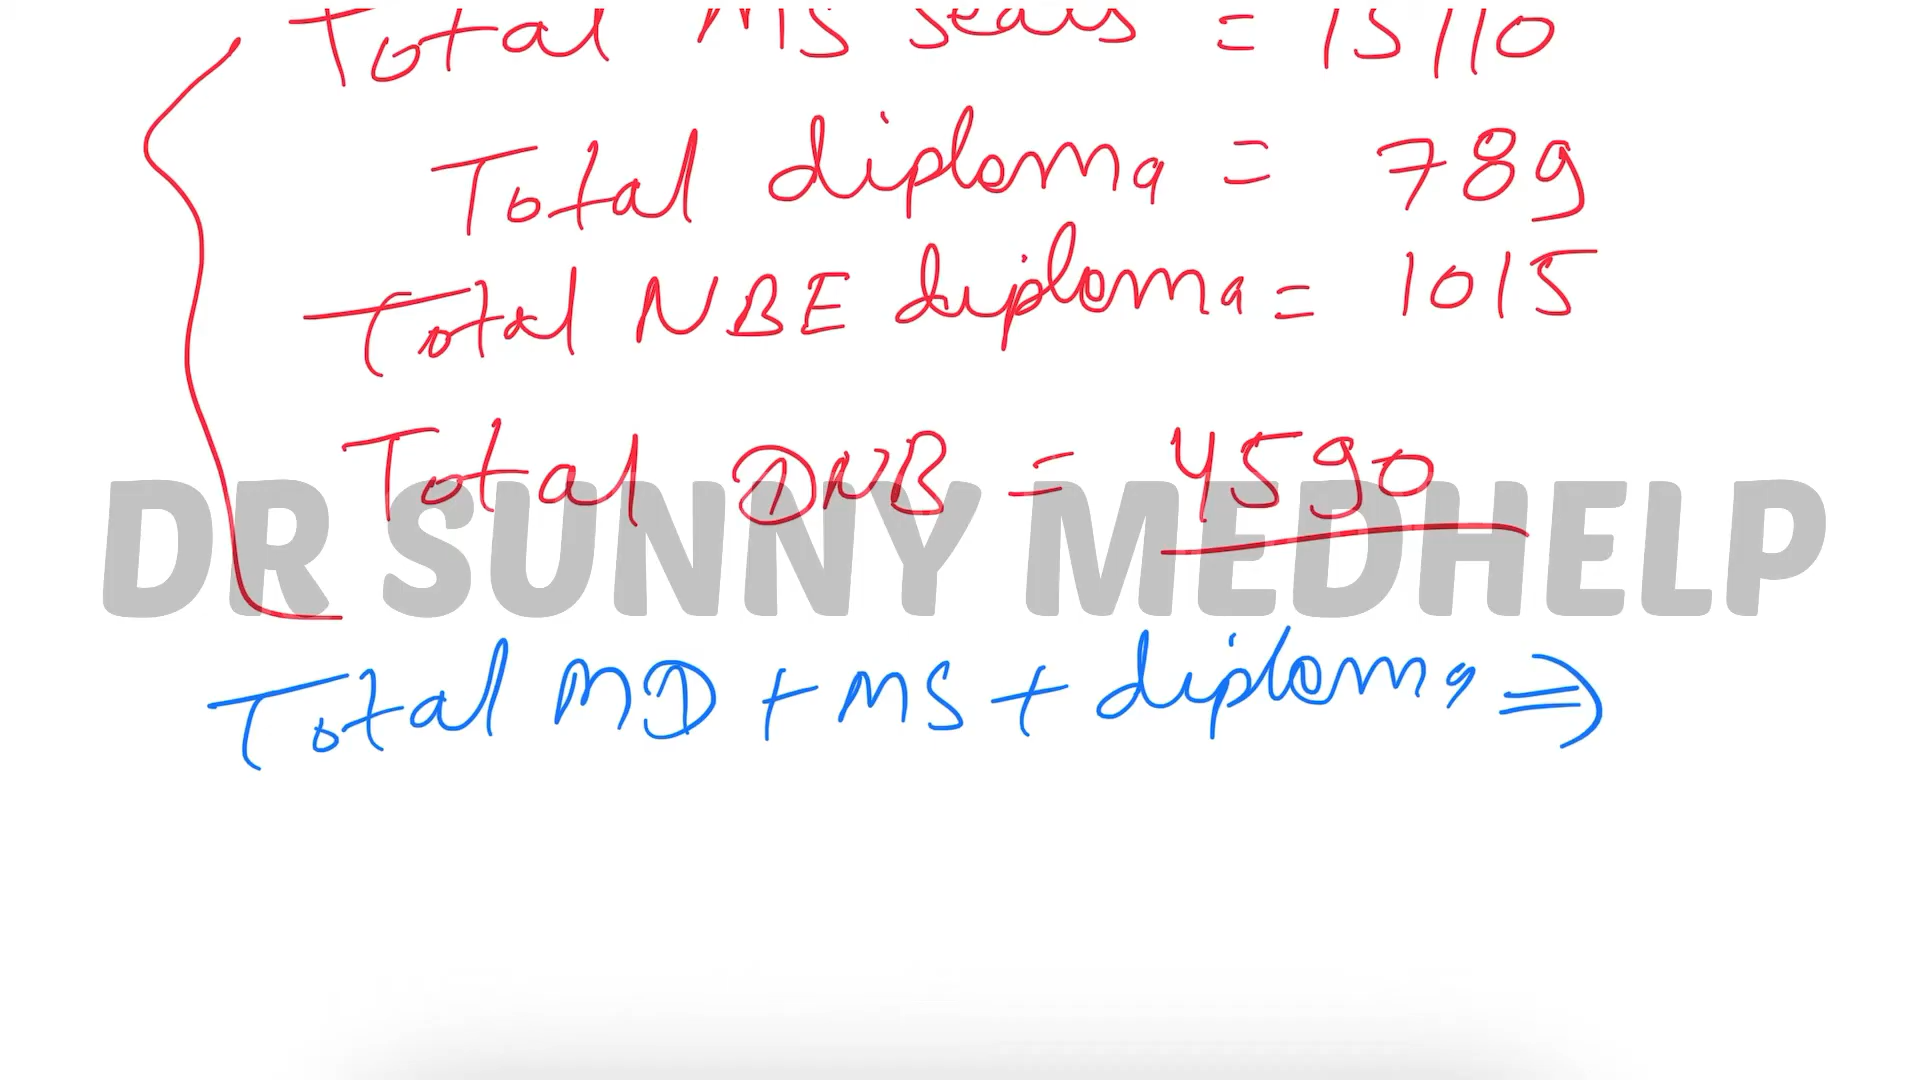 Total MS seats = 15110
Total diploma = 789
Total NBE diploma = 1015
Total DNB = 4590
DR SUNNY MEDHELP
Total MD + MS + diploma ⇒